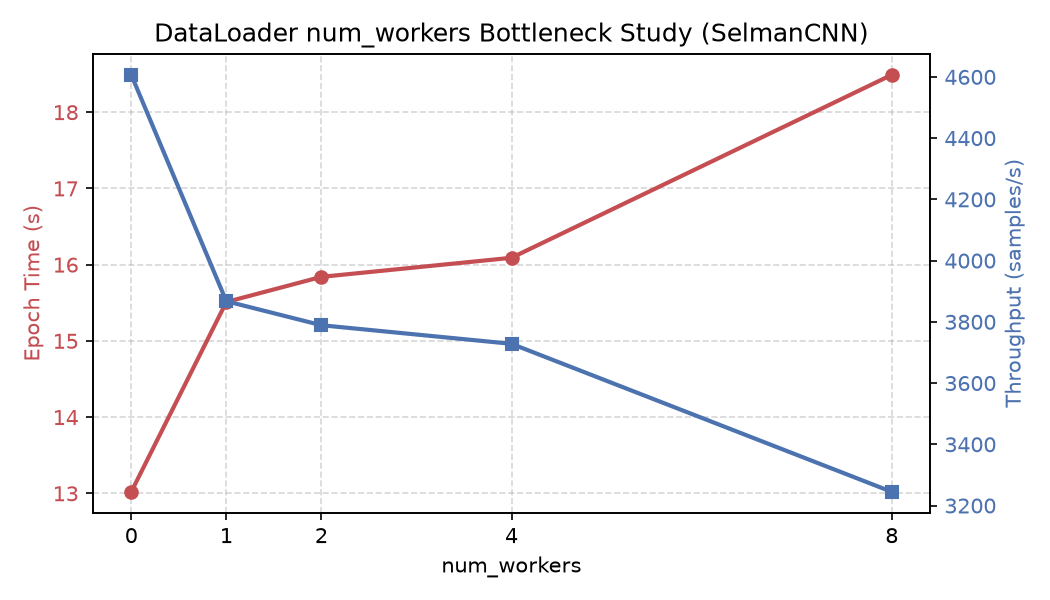 DataLoader num_workers Bottleneck Study (SelmanCNN)
Epoch Time (s)
18
17
16
15
14
13
4600
4400
4200
4000
3800
3600
3400
3200
Throughput (samples/s)
0 1 2 4 8
num_workers